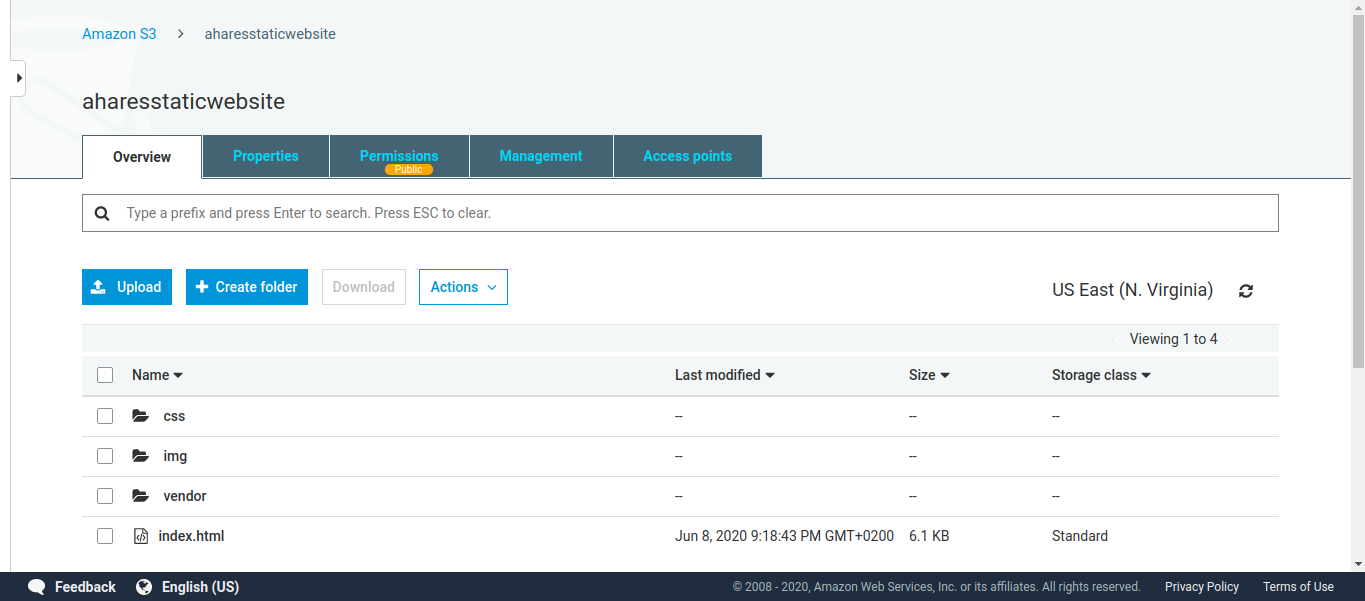 Amazon S3 > aharesstaticwebsite
aharesstaticwebsite
Overview Properties Permissions Management Access points
Public
Type a prefix and press Enter to search. Press ESC to clear.
Upload Create folder Download Actions US East (N. Virginia)
Viewing 1 to 4
Name Last modified Size Storage class
css -- -- --
img -- -- --
vendor -- -- --
index.html Jun 8, 2020 9:18:43 PM GMT+0200 6.1 KB Standard
Feedback English (US) © 2008 - 2020, Amazon Web Services, Inc. or its affiliates. All rights reserved. Privacy Policy Terms of Use